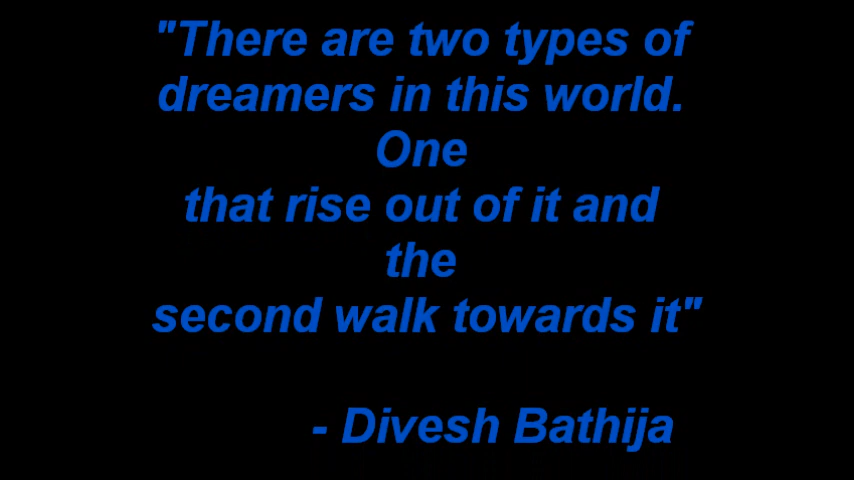 "There are two types of
dreamers in this world.
One
that rise out of it and
the
second walk towards it"
- Divesh Bathija